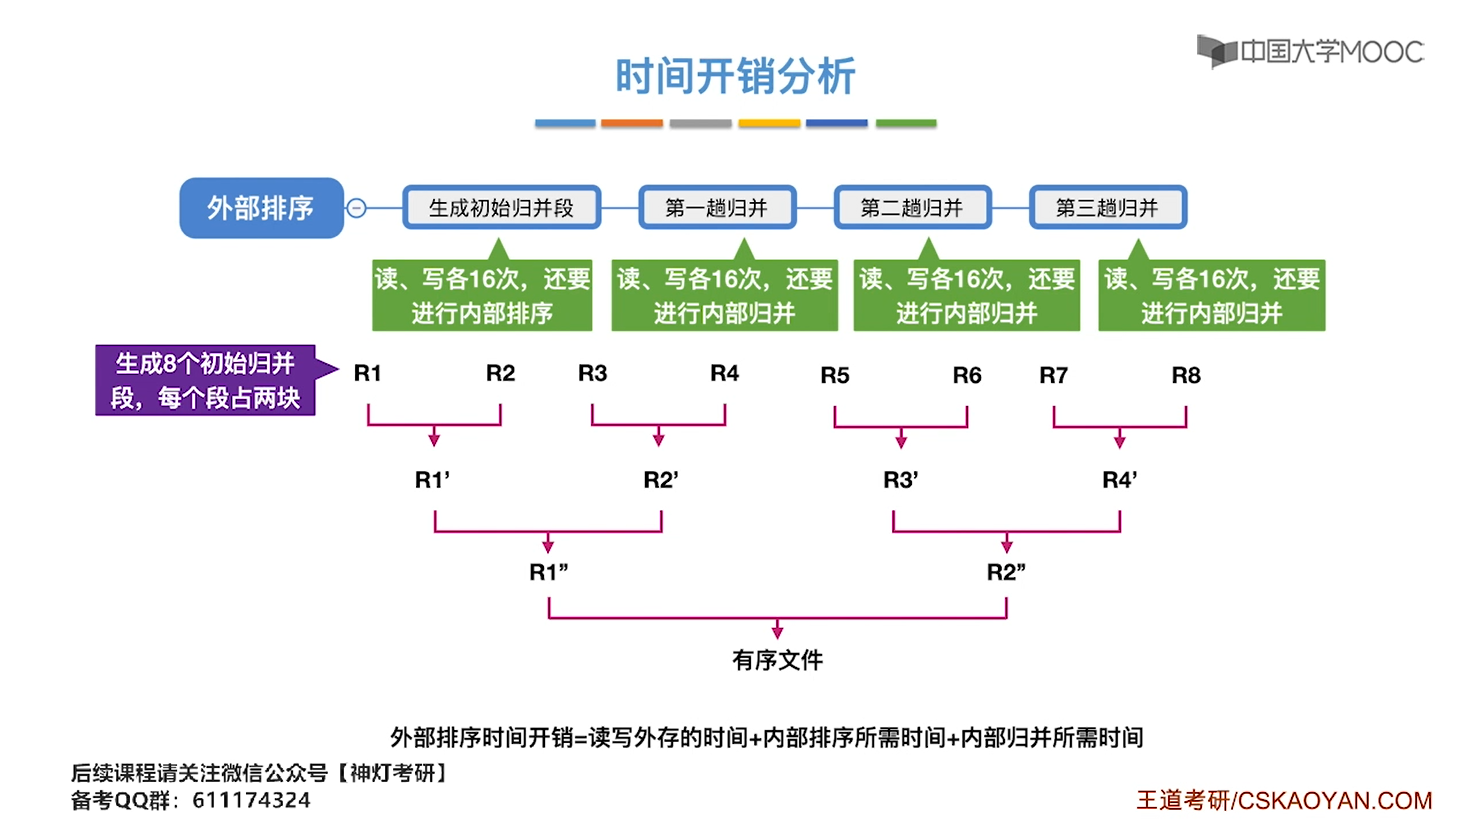 中国大学MOOC
时间开销分析
外部排序
生成初始归并段
第一趟归并
第二趟归并
第三趟归并
读、写各16次，还要
进行内部排序
读、写各16次，还要
进行内部归并
读、写各16次，还要
进行内部归并
读、写各16次，还要
进行内部归并
生成8个初始归并
段，每个段占两块
R1 R2 R3 R4 R5 R6 R7 R8
R1’ R2’ R3’ R4’
R1” R2”
有序文件
外部排序时间开销=读写外存的时间+内部排序所需时间+内部归并所需时间
后续课程请关注微信公众号【神灯考研】
备考QQ群：611174324
王道考研/CSKAOYAN.COM